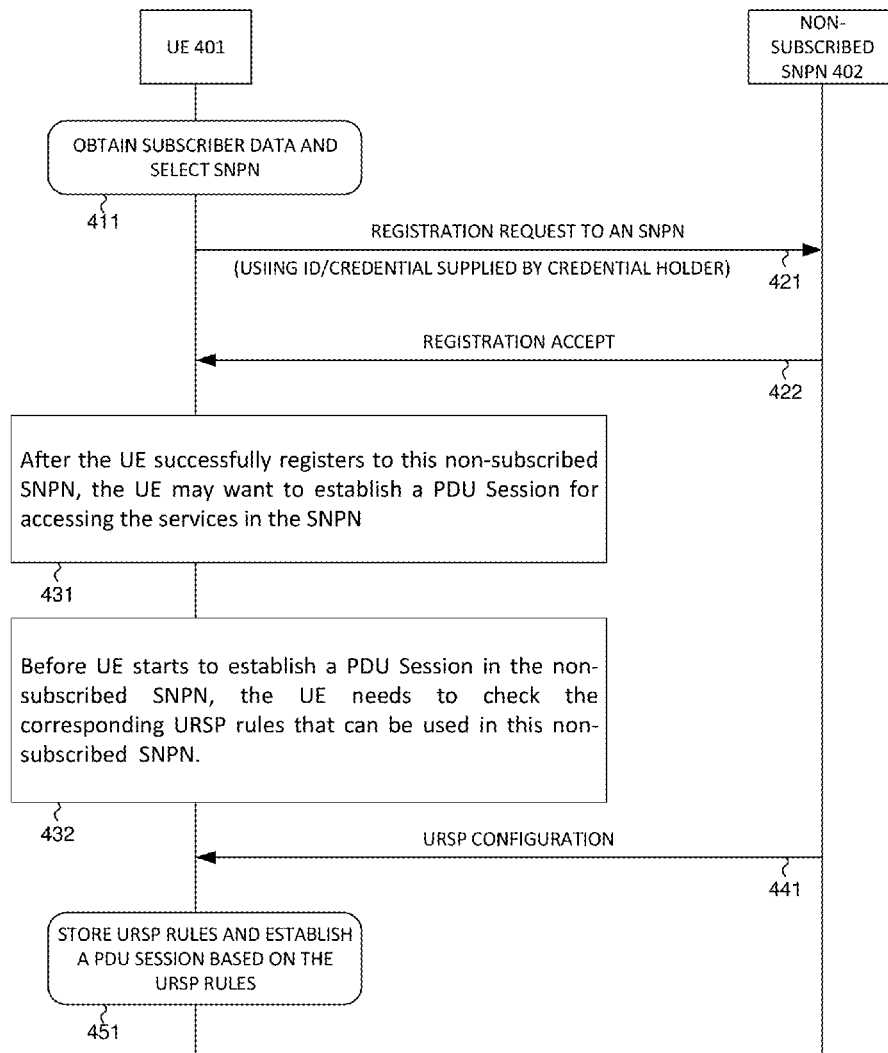 UE 401
NON-
SUBSCRIBED
SNPN 402
OBTAIN SUBSCRIBER DATA AND
SELECT SNPN
411
REGISTRATION REQUEST TO AN SNPN
(USIING ID/CREDENTIAL SUPPLIED BY CREDENTIAL HOLDER)
421
REGISTRATION ACCEPT
422
After the UE successfully registers to this non-subscribed
SNPN, the UE may want to establish a PDU Session for
accessing the services in the SNPN
431
Before UE starts to establish a PDU Session in the non-
subscribed SNPN, the UE needs to check the
corresponding URSP rules that can be used in this non-
subscribed SNPN.
432
URSP CONFIGURATION
441
STORE URSP RULES AND ESTABLISH
A PDU SESSION BASED ON THE
URSP RULES
451